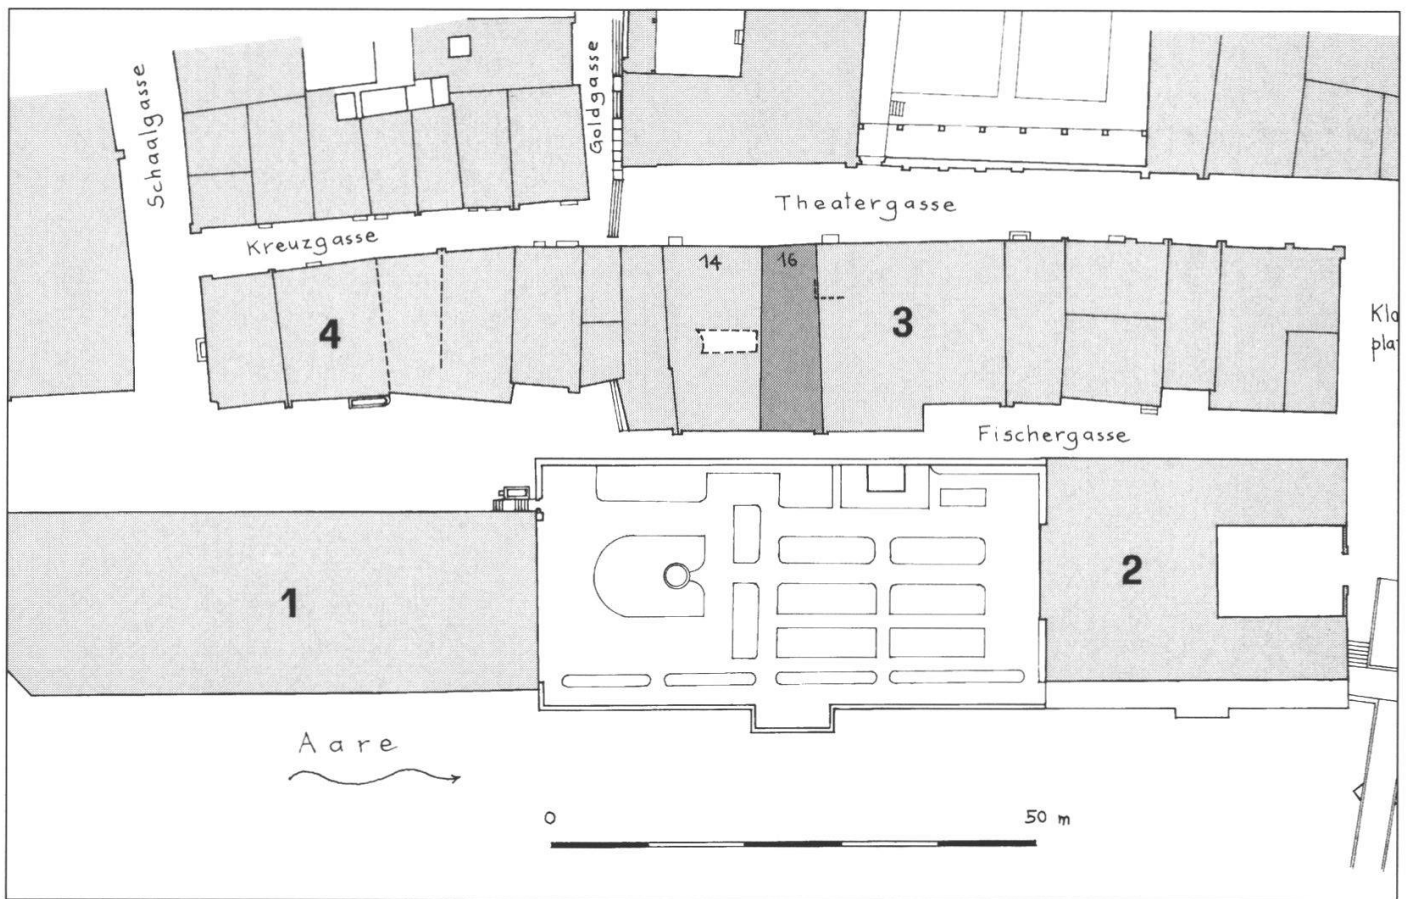 Schaalgasse
Goldgasse
Theatergasse
Kreuzgasse
14
16
4
3
Fischergasse
2
1
Aare
0
50 m